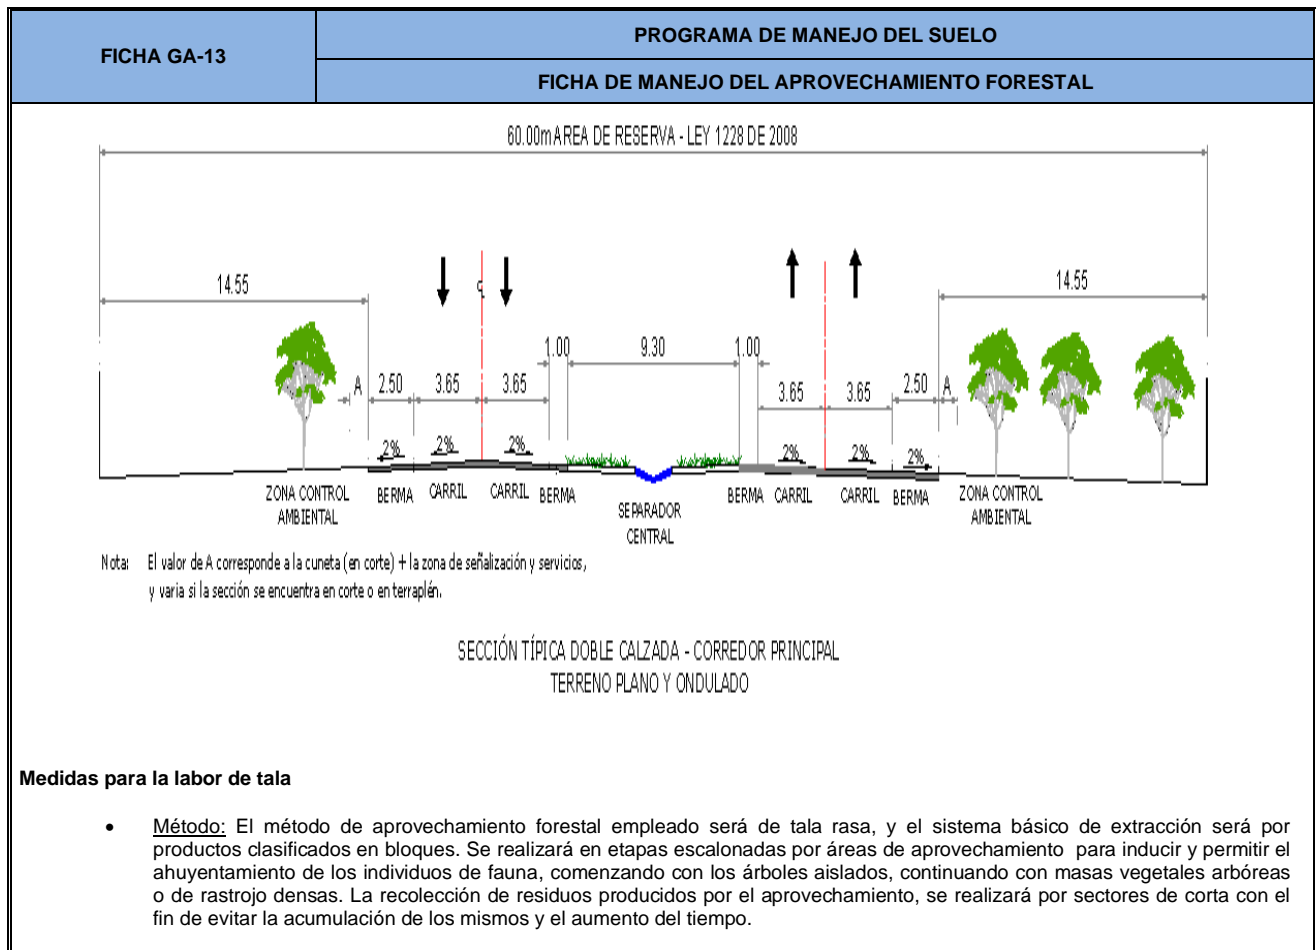 FICHA GA-13
PROGRAMA DE MANEJO DEL SUELO
FICHA DE MANEJO DEL APROVECHAMIENTO FORESTAL
60.00m AREA DE RESERVA - LEY 1228 DE 2008
14.55
14.55
1.00 9.30 1.00
A 2.50 3.65 3.65
3.65 3.65 2.50 A
2% 2% 2%
2% 2% 2%
ZONA CONTROL AMBIENTAL
BERMA CARRIL CARRIL BERMA
SEPARADOR CENTRAL
BERMA CARRIL CARRIL BERMA
ZONA CONTROL AMBIENTAL
Nota: El valor de A corresponde a la cuneta (en corte) + la zona de señalización y servicios,
y varia si la sección se encuentra en corte o en terraplén.
SECCIÓN TÍPICA DOBLE CALZADA - CORREDOR PRINCIPAL
TERRENO PLANO Y ONDULADO
Medidas para la labor de tala
• Método: El método de aprovechamiento forestal empleado será de tala rasa, y el sistema básico de extracción será por
productos clasificados en bloques. Se realizará en etapas escalonadas por áreas de aprovechamiento para inducir y permitir el
ahuyentamiento de los individuos de fauna, comenzando con los árboles aislados, continuando con masas vegetales arbóreas
o de rastrojo densas. La recolección de residuos producidos por el aprovechamiento, se realizará por sectores de corta con el
fin de evitar la acumulación de los mismos y el aumento del tiempo.